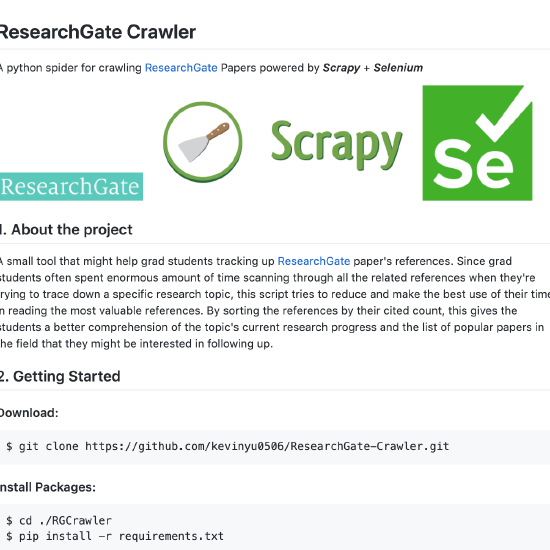 ResearchGate Crawler
A python spider for crawling ResearchGate Papers powered by Scrapy + Selenium
ResearchGate
Scrapy
Se
1. About the project
A small tool that might help grad students tracking up ResearchGate paper's references. Since grad
students often spent enormous amount of time scanning through all the related references when they're
trying to trace down a specific research topic, this script tries to reduce and make the best use of their time
in reading the most valuable references. By sorting the references by their cited count, this gives the
students a better comprehension of the topic's current research progress and the list of popular papers in
the field that they might be interested in following up.
2. Getting Started
Download:
$ git clone https://github.com/kevinyu0506/ResearchGate-Crawler.git
Install Packages:
$ cd ./RGCrawler
$ pip install -r requirements.txt